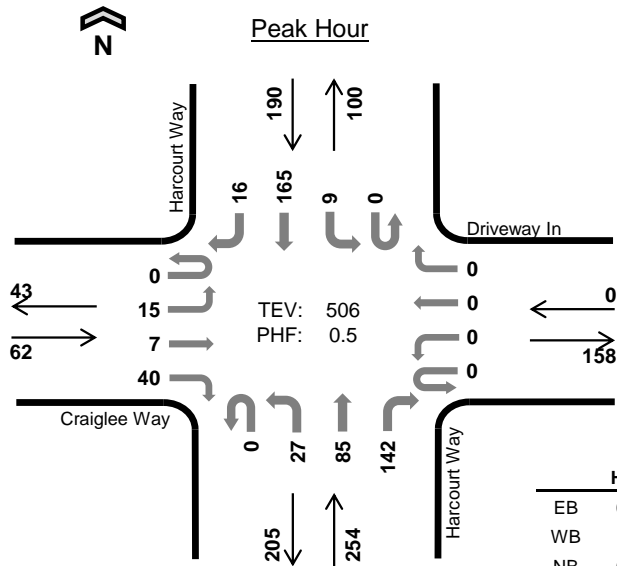 Peak Hour
N
190
100
Harcourt Way
16
165
9
0
Driveway In
0
15
7
40
43
62
TEV: 506
PHF: 0.5
0
0
0
0
0
158
Craiglee Way
0
27
85
142
Harcourt Way
205
254
EB
WB